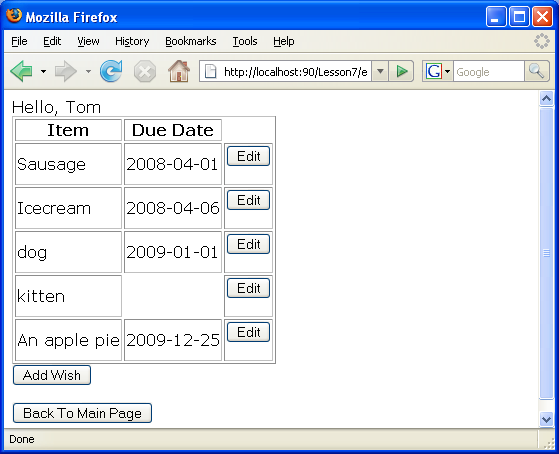 Mozilla Firefox
File Edit View History Bookmarks Tools Help
http://localhost:90/Lesson7/e G Google
Hello, Tom
Item Due Date
Sausage 2008-04-01 Edit
Icecream 2008-04-06 Edit
dog 2009-01-01 Edit
kitten Edit
An apple pie 2009-12-25 Edit
Add Wish
Back To Main Page
Done